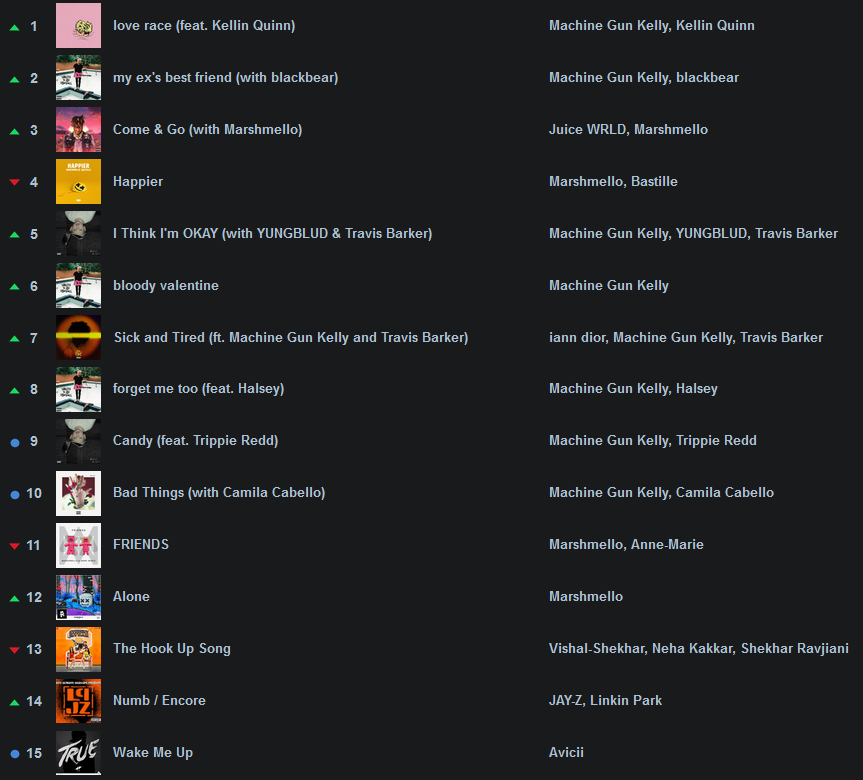 1 love race (feat. Kellin Quinn) Machine Gun Kelly, Kellin Quinn
2 my ex's best friend (with blackbear) Machine Gun Kelly, blackbear
3 Come & Go (with Marshmello) Juice WRLD, Marshmello
HAPPIER
4 Happier Marshmello, Bastille
5 I Think I'm OKAY (with YUNGBLUD & Travis Barker) Machine Gun Kelly, YUNGBLUD, Travis Barker
6 bloody valentine Machine Gun Kelly
7 Sick and Tired (ft. Machine Gun Kelly and Travis Barker) iann dior, Machine Gun Kelly, Travis Barker
8 forget me too (feat. Halsey) Machine Gun Kelly, Halsey
9 Candy (feat. Trippie Redd) Machine Gun Kelly, Trippie Redd
10 Bad Things (with Camila Cabello) Machine Gun Kelly, Camila Cabello
11 FRIENDS Marshmello, Anne-Marie
12 Alone Marshmello
13 The Hook Up Song Vishal-Shekhar, Neha Kakkar, Shekhar Ravjiani
LP
JZ
14 Numb / Encore JAY-Z, Linkin Park
TRUE
15 Wake Me Up Avicii